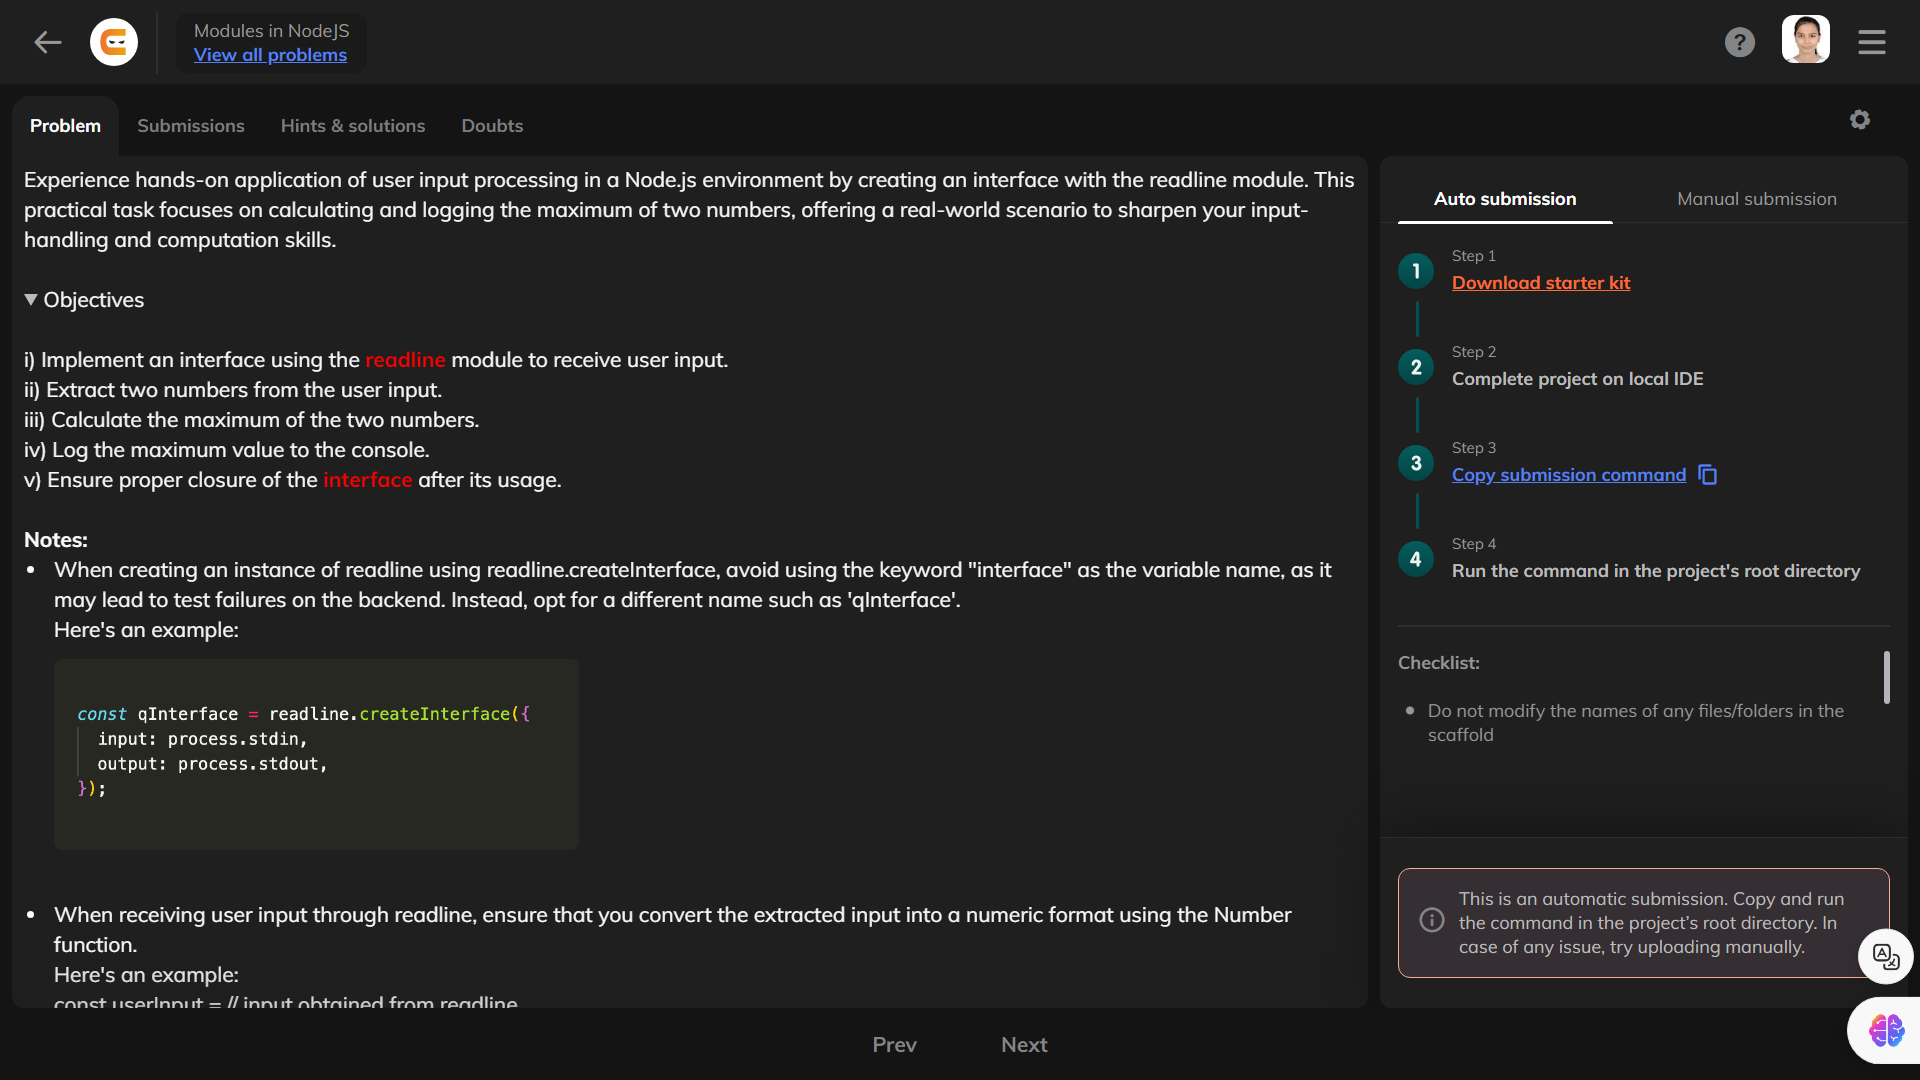 Modules in NodeJS
View all problems
?
Problem
Submissions
Hints & solutions
Doubts
Experience hands-on application of user input processing in a Node.js environment by creating an interface with the readline module. This
practical task focuses on calculating and logging the maximum of two numbers, offering a real-world scenario to sharpen your input-
handling and computation skills.
▼ Objectives
i) Implement an interface using the readline module to receive user input.
ii) Extract two numbers from the user input.
iii) Calculate the maximum of the two numbers.
iv) Log the maximum value to the console.
v) Ensure proper closure of the interface after its usage.
Notes:
• When creating an instance of readline using readline.createInterface, avoid using the keyword "interface" as the variable name, as it
may lead to test failures on the backend. Instead, opt for a different name such as 'qInterface'.
Here's an example:
const qInterface = readline.createInterface({
input: process.stdin,
output: process.stdout,
});
• When receiving user input through readline, ensure that you convert the extracted input into a numeric format using the Number
function.
Here's an example:
const userInput = // input obtained from readline
Auto submission
Manual submission
1
Step 1
Download starter kit
2
Step 2
Complete project on local IDE
3
Step 3
Copy submission command
4
Step 4
Run the command in the project's root directory
Checklist:
• Do not modify the names of any files/folders in the
scaffold
This is an automatic submission. Copy and run
the command in the project’s root directory. In
case of any issue, try uploading manually.
Prev
Next